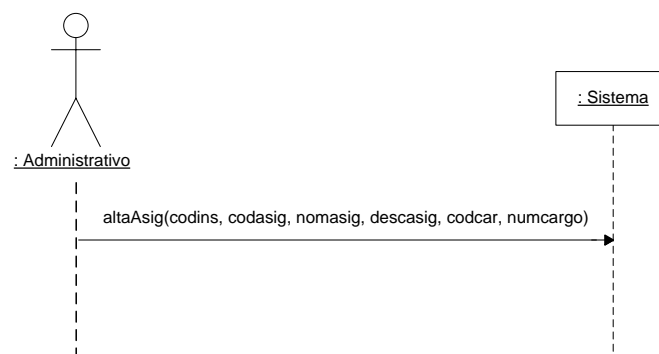 : Sistema
: Administrativo
altaAsig(codins, codasig, nomasig, descasig, codcar, numcargo)